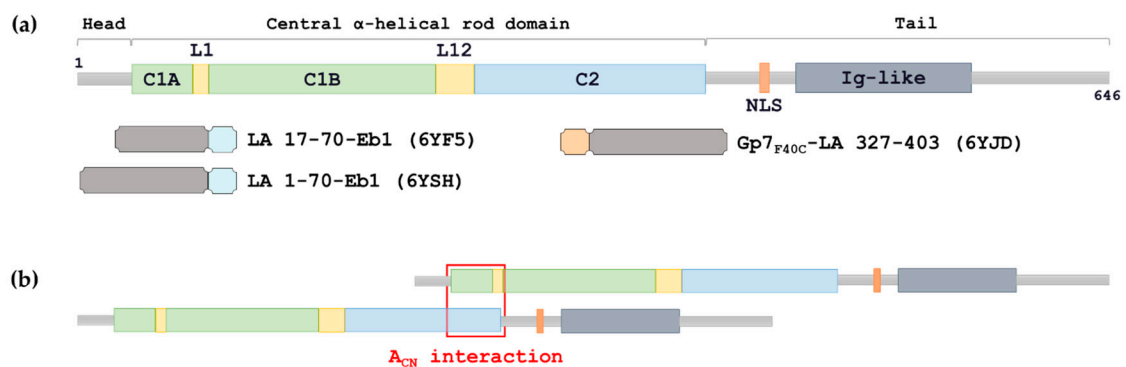 (a)
Head Central α-helical rod domain Tail
1 L1 L12
C1A C1B C2 Ig-like
NLS 646
LA 17-70-Eb1 (6YF5) Gp7F40C-LA 327-403 (6YJD)
LA 1-70-Eb1 (6YSH)
(b)
ACN interaction